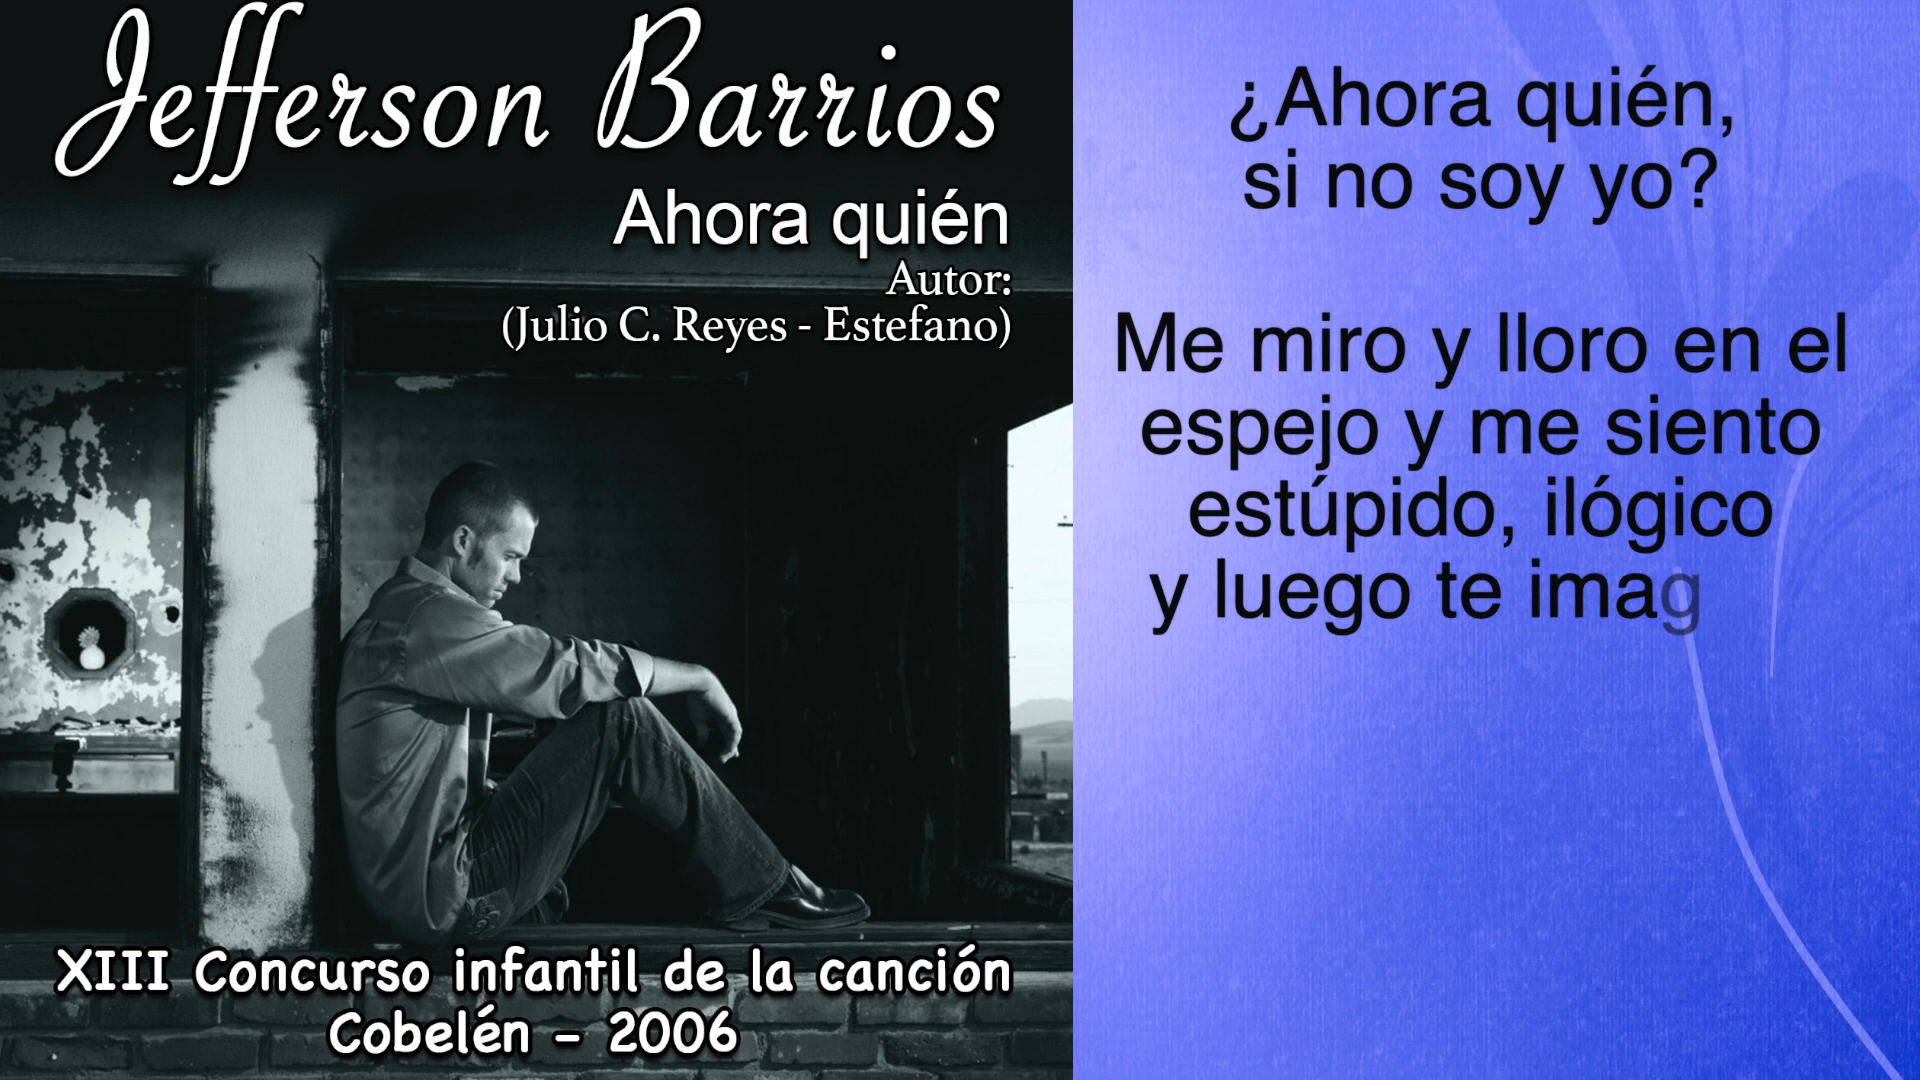 Jefferson Barrios
Ahora quién
Autor:
(Julio C. Reyes - Estefano)
XIII Concurso infantil de la canción
Cobelén - 2006
¿Ahora quién,
si no soy yo?
Me miro y lloro en el
espejo y me siento
estúpido, ilógico
y luego te imag